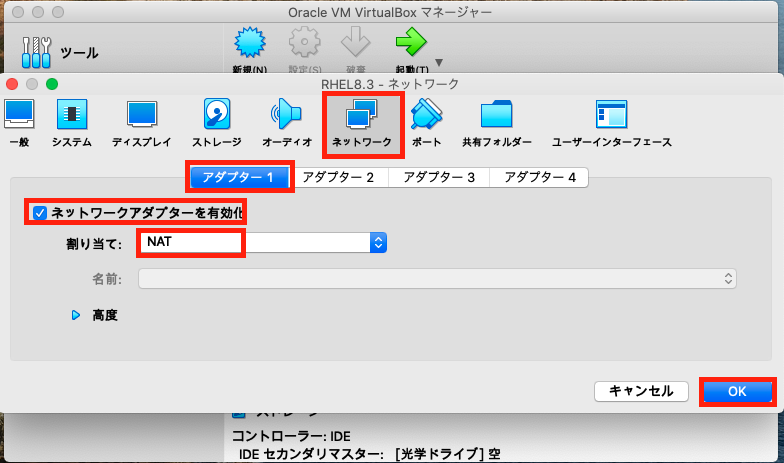 Oracle VM VirtualBox マネージャー
ツール
新規(N)
設定(S)
破棄
起動(T)
RHEL8.3 - ネットワーク
一般
システム
ディスプレイ
ストレージ
オーディオ
ネットワーク
ポート
共有フォルダー
ユーザーインターフェース
アダプター 1
アダプター 2
アダプター 3
アダプター 4
ネットワークアダプターを有効化
割り当て:
NAT
名前:
高度
キャンセル
OK
ストレージ
コントローラー: IDE
IDE セカンダリマスター: [光学ドライブ] 空